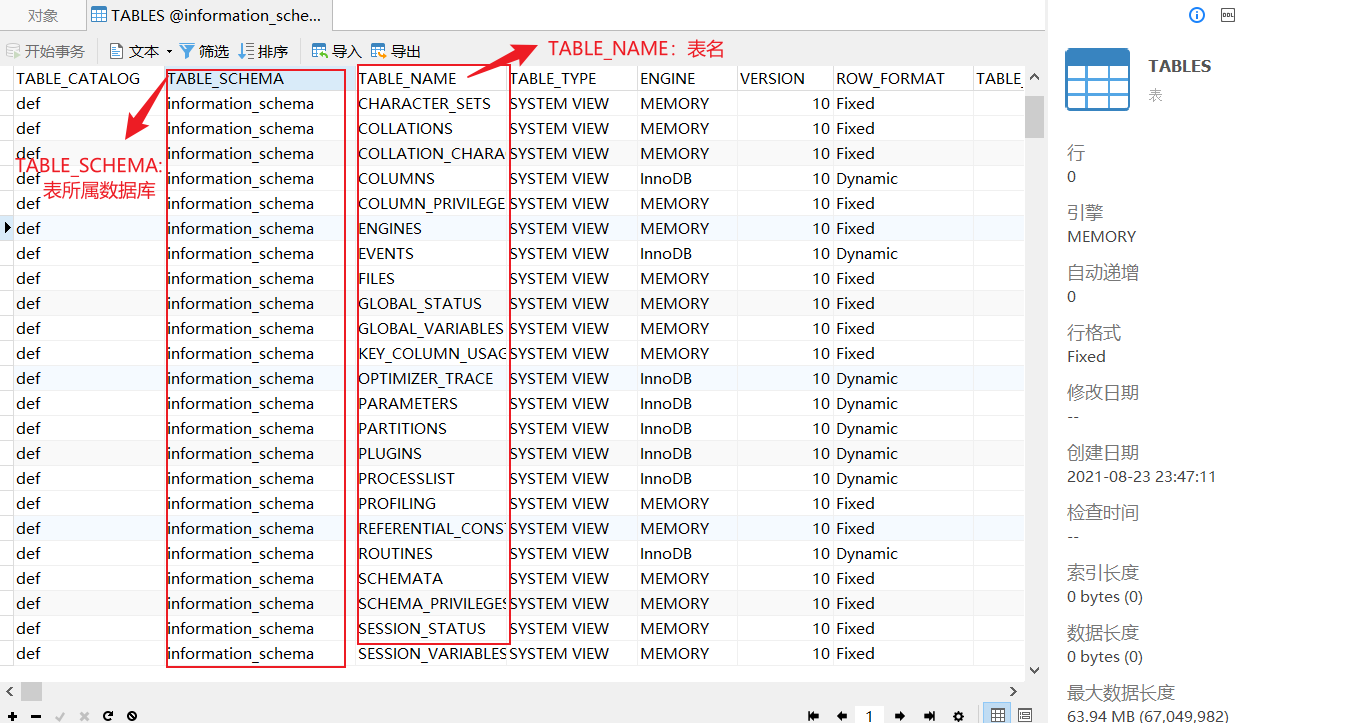 对象 TABLES @information_sche...
开始事务 文本 筛选 排序 导入 导出
TABLE_NAME：表名
TABLE_CATALOG TABLE_SCHEMA TABLE_NAME TABLE_TYPE ENGINE VERSION ROW_FORMAT TABLE_
def information_schema CHARACTER_SETS SYSTEM VIEW MEMORY 10 Fixed
def information_schema COLLATIONS SYSTEM VIEW MEMORY 10 Fixed
def information_schema COLLATION_CHARA SYSTEM VIEW MEMORY 10 Fixed
TABLE_SCHEMA:
def information_schema COLUMNS SYSTEM VIEW InnoDB 10 Dynamic
表所属数据库
def information_schema COLUMN_PRIVILEGE SYSTEM VIEW MEMORY 10 Fixed
def information_schema ENGINES SYSTEM VIEW MEMORY 10 Fixed
def information_schema EVENTS SYSTEM VIEW InnoDB 10 Dynamic
def information_schema FILES SYSTEM VIEW MEMORY 10 Fixed
def information_schema GLOBAL_STATUS SYSTEM VIEW MEMORY 10 Fixed
def information_schema GLOBAL_VARIABLES SYSTEM VIEW MEMORY 10 Fixed
def information_schema KEY_COLUMN_USAG SYSTEM VIEW MEMORY 10 Fixed
def information_schema OPTIMIZER_TRACE SYSTEM VIEW InnoDB 10 Dynamic
def information_schema PARAMETERS SYSTEM VIEW InnoDB 10 Dynamic
def information_schema PARTITIONS SYSTEM VIEW InnoDB 10 Dynamic
def information_schema PLUGINS SYSTEM VIEW InnoDB 10 Dynamic
def information_schema PROCESSLIST SYSTEM VIEW InnoDB 10 Dynamic
def information_schema PROFILING SYSTEM VIEW MEMORY 10 Fixed
def information_schema REFERENTIAL_CONST SYSTEM VIEW MEMORY 10 Fixed
def information_schema ROUTINES SYSTEM VIEW InnoDB 10 Dynamic
def information_schema SCHEMATA SYSTEM VIEW MEMORY 10 Fixed
def information_schema SCHEMA_PRIVILEGES SYSTEM VIEW MEMORY 10 Fixed
def information_schema SESSION_STATUS SYSTEM VIEW MEMORY 10 Fixed
def information_schema SESSION_VARIABLES SYSTEM VIEW MEMORY 10 Fixed
1
DDL
TABLES
表
行
0
引擎
MEMORY
自动递增
0
行格式
Fixed
修改日期
--
创建日期
2021-08-23 23:47:11
检查时间
--
索引长度
0 bytes (0)
数据长度
0 bytes (0)
最大数据长度
63.94 MB (67,049,982)